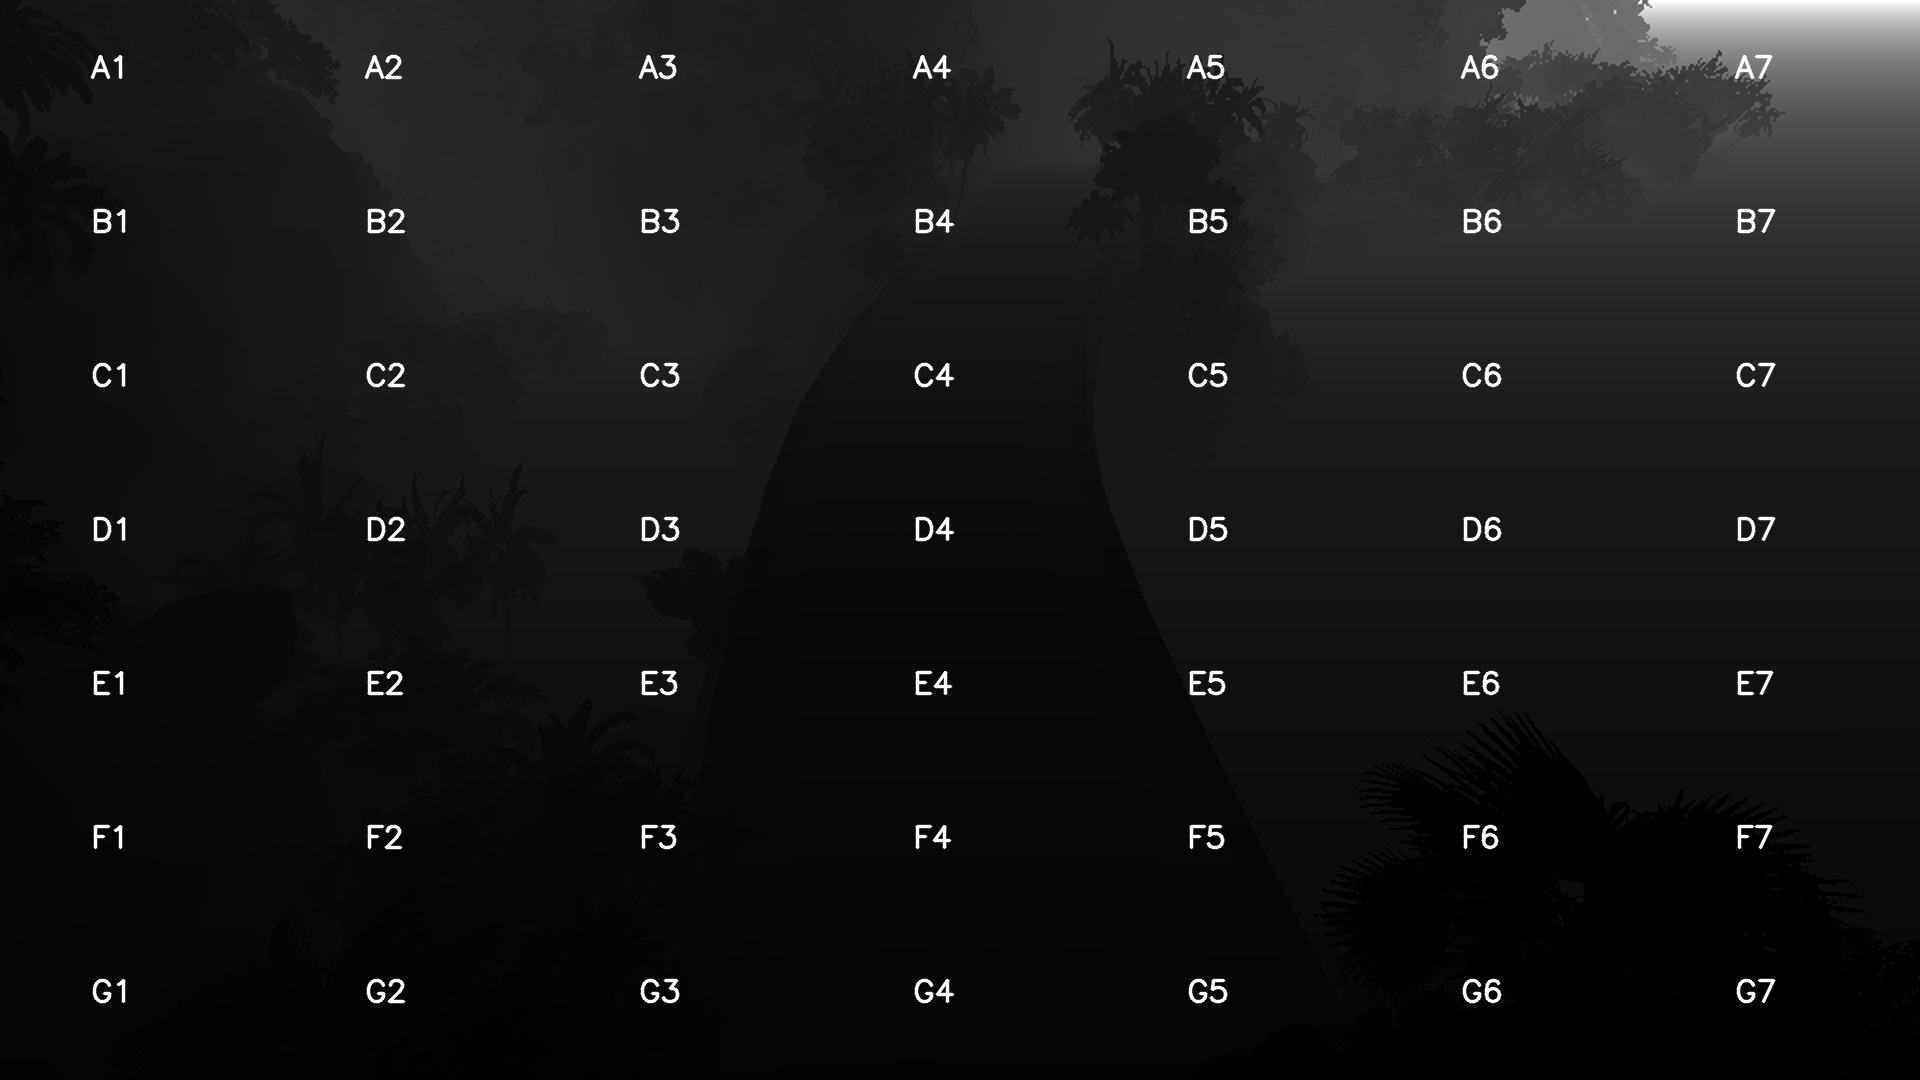 A1 A2 A3 A4 A5 A6 A7
B1 B2 B3 B4 B5 B6 B7
C1 C2 C3 C4 C5 C6 C7
D1 D2 D3 D4 D5 D6 D7
E1 E2 E3 E4 E5 E6 E7
F1 F2 F3 F4 F5 F6 F7
G1 G2 G3 G4 G5 G6 G7